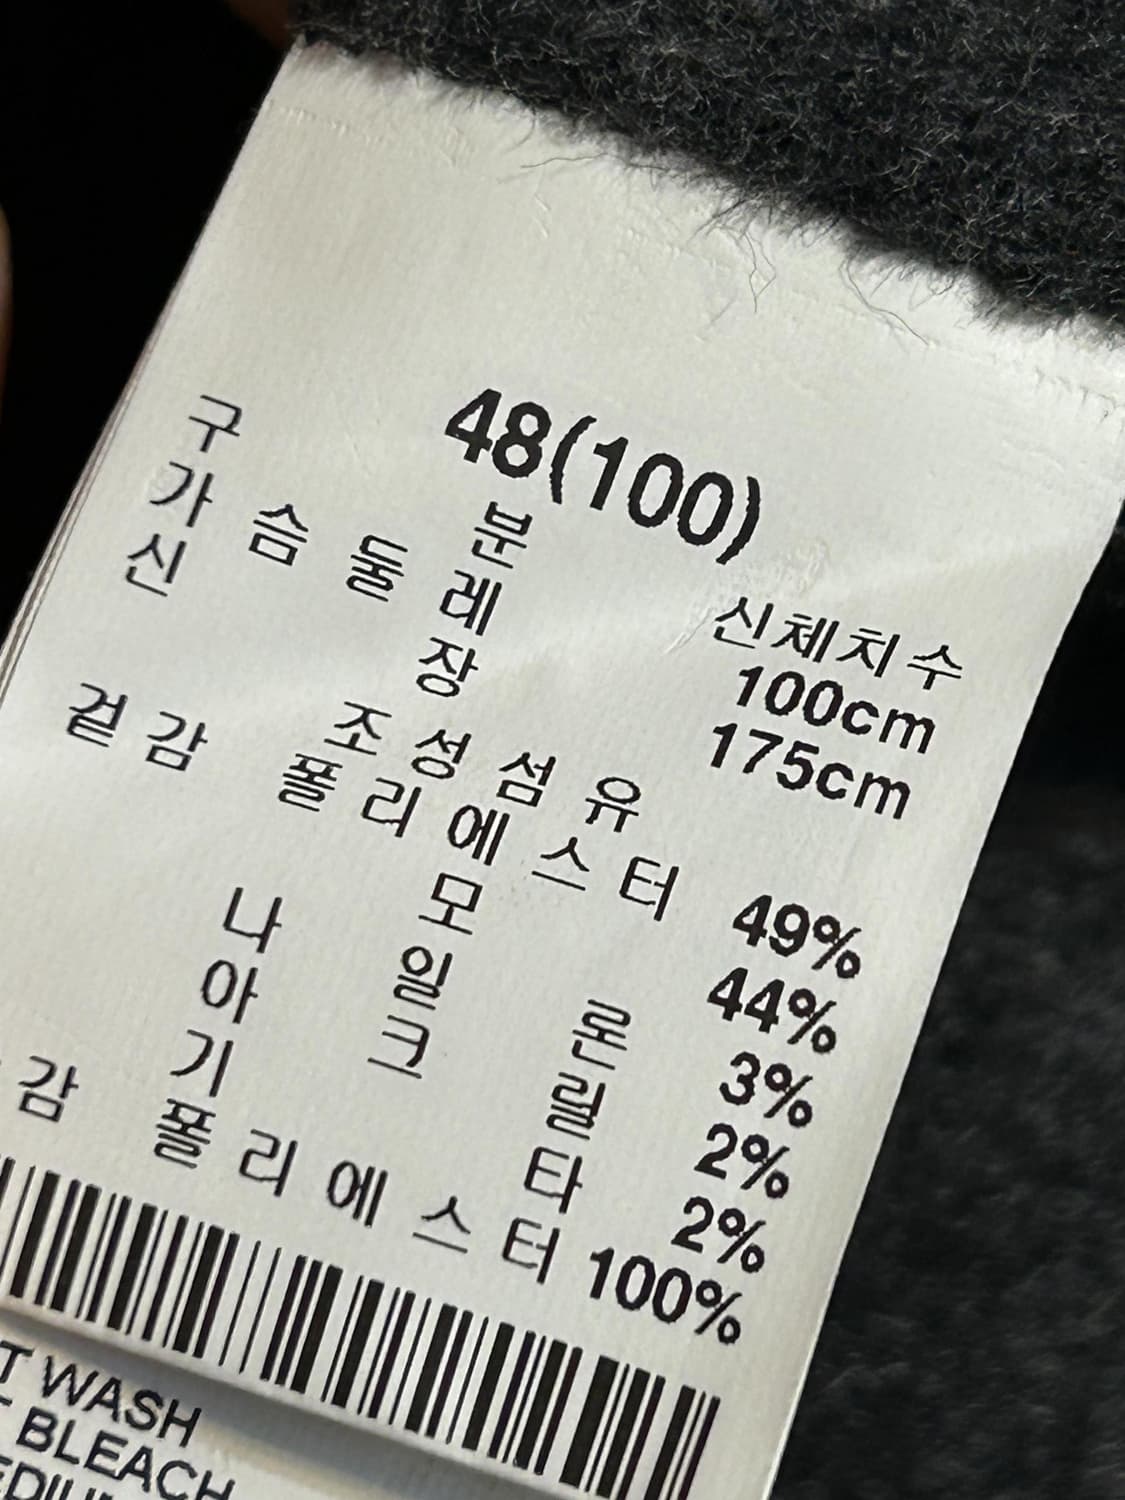 48(100)
구 분 신체치수
가 슴 둘 레 100cm
신 장 175cm
조 성 섬 유
겉 감 폴 리 에 스 터 49%
모 44%
나 일 론 3%
아 크 릴 2%
기 타 2%
감 폴 리 에 스 터 100%
WASH
BLEACH